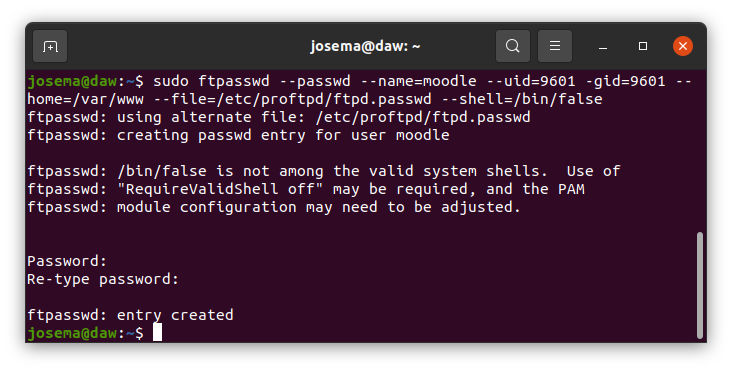 josema@daw: ~
josema@daw:~$ sudo ftpasswd --passwd --name=moodle --uid=9601 -gid=9601 --
home=/var/www --file=/etc/proftpd/ftpd.passwd --shell=/bin/false
ftpasswd: using alternate file: /etc/proftpd/ftpd.passwd
ftpasswd: creating passwd entry for user moodle
ftpasswd: /bin/false is not among the valid system shells.  Use of
ftpasswd: "RequireValidShell off" may be required, and the PAM
ftpasswd: module configuration may need to be adjusted.
Password:
Re-type password:
ftpasswd: entry created
josema@daw:~$